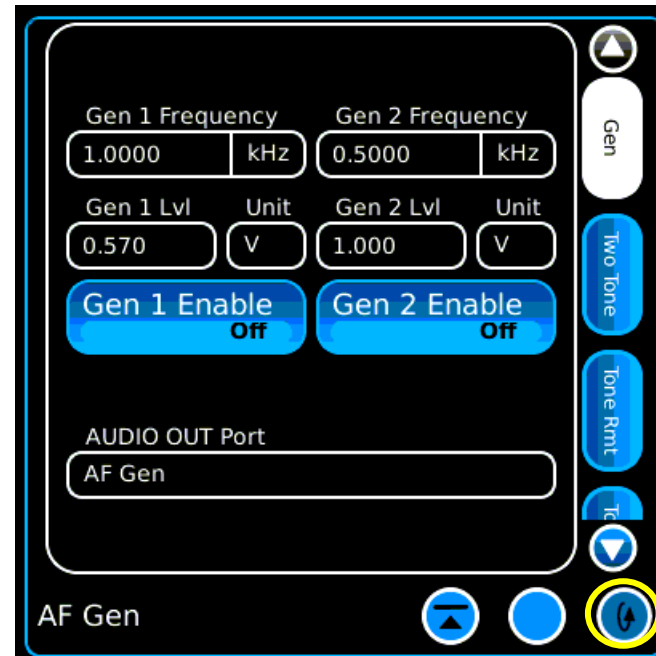 Gen 1 Frequency Gen 2 Frequency
1.0000 kHz 0.5000 kHz
Gen 1 Lvl Unit Gen 2 Lvl Unit
0.570 V 1.000 V
Gen 1 Enable Gen 2 Enable
Off Off
AUDIO OUT Port
AF Gen
Gen
Two Tone
Tone Rmt
AF Gen